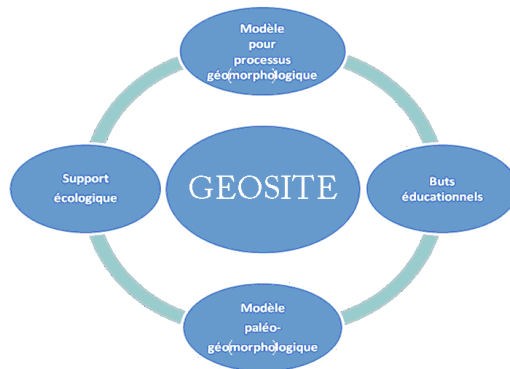 Modèle
pour
processus
géo(morpho)logique
Support
écologique
GEOSITE
Buts
éducationnels
Modèle
paléo-
géo(morpho)logique